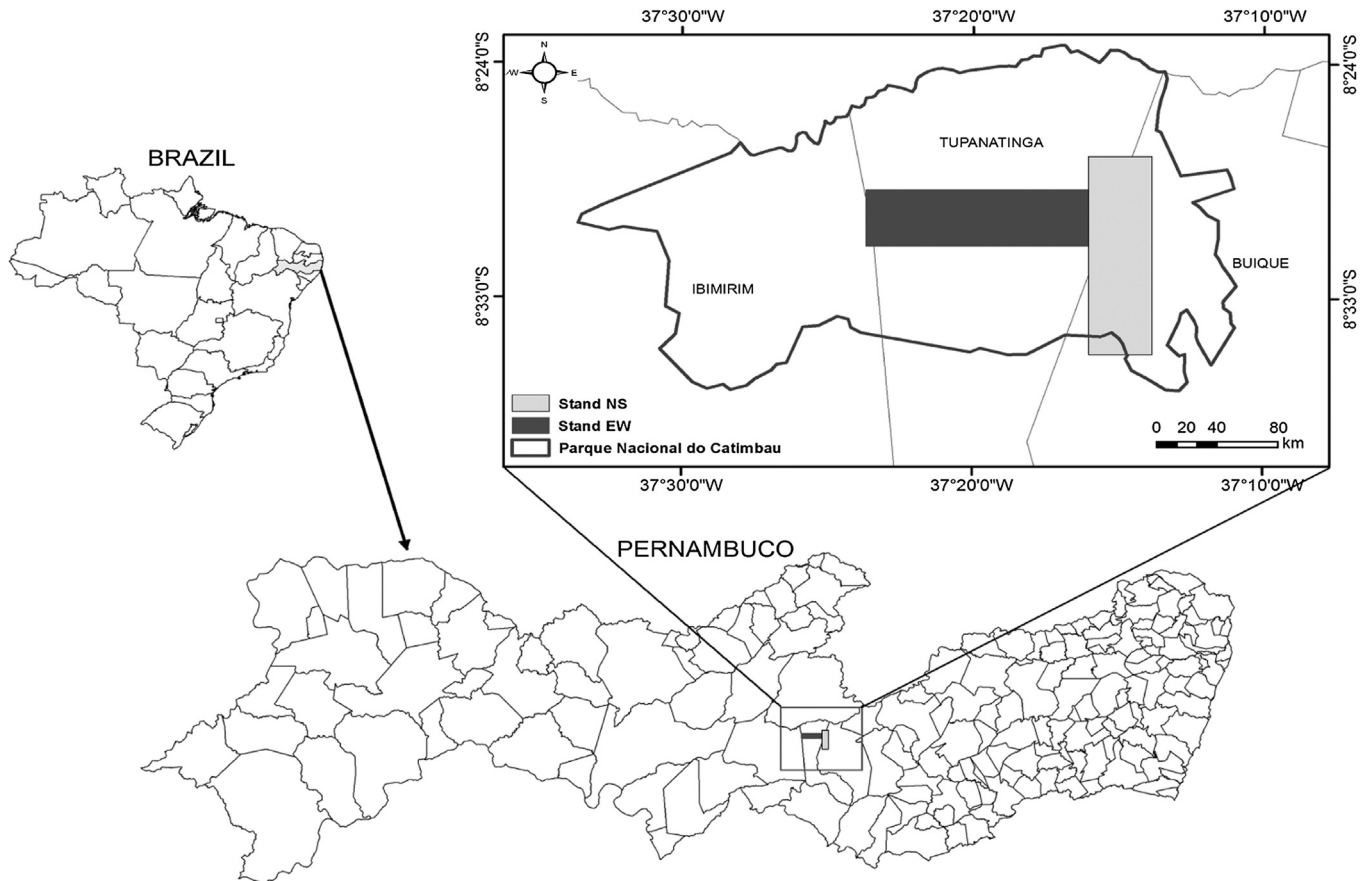 37°30'0"W 37°20'0"W 37°10'0"W
8°24'0"S
8°24'0"S
N
W E
S
TUPANATINGA
BRAZIL
BUIQUE
IBIMIRIM
8°33'0"S
8°33'0"S
Stand NS
Stand EW
Parque Nacional do Catimbau
0 20 40 80
km
37°30'0"W 37°20'0"W 37°10'0"W
PERNAMBUCO